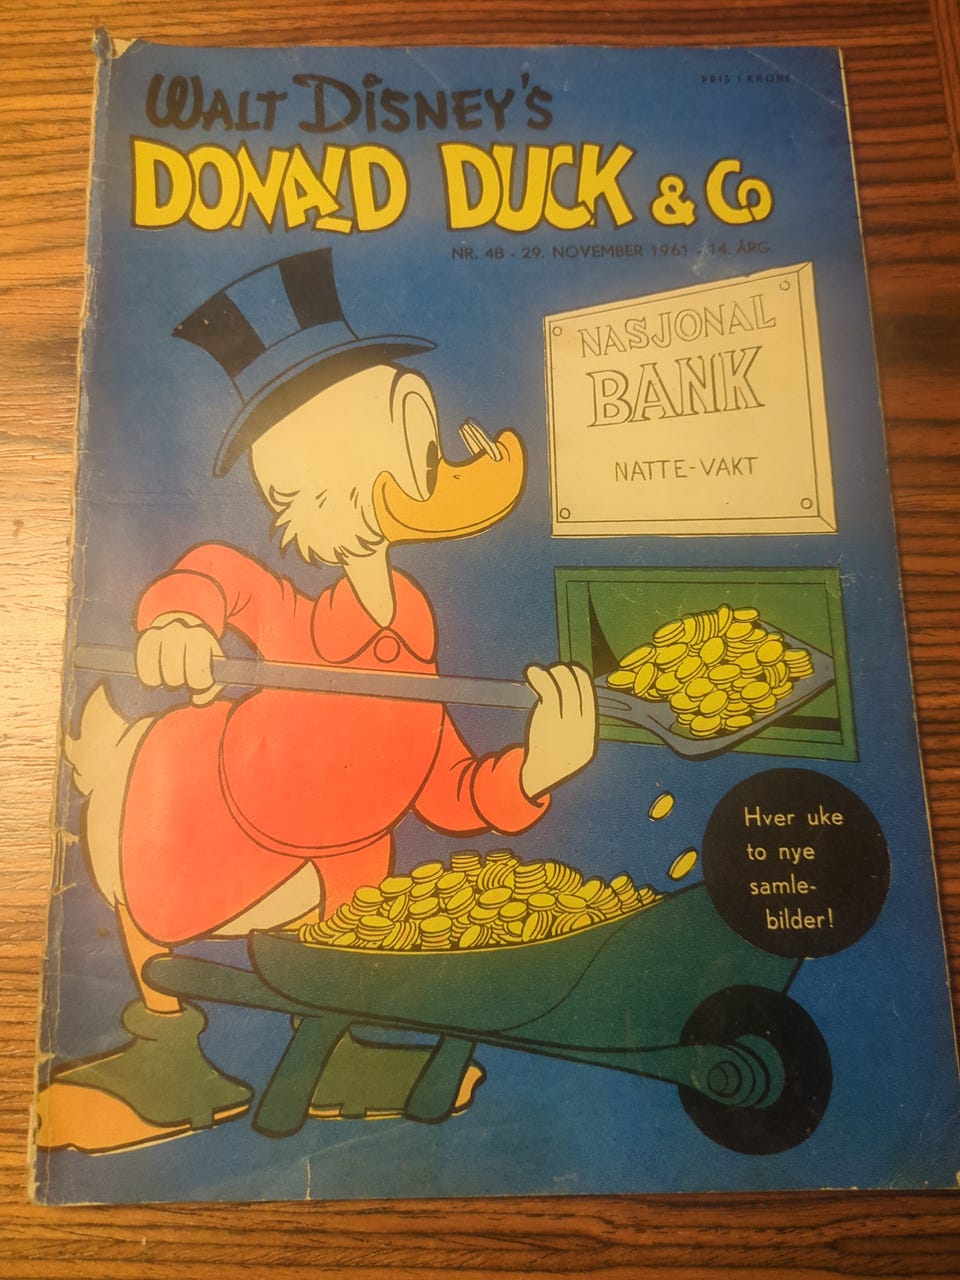 WALT DISNEY'S
PRIS 1 KRONE
DONALD DUCK & Co
NR. 48 - 29. NOVEMBER 1961 - 14. ÅRG.
NASJONAL
BANK
NATTE-VAKT
Hver uke
to nye
samle-
bilder!